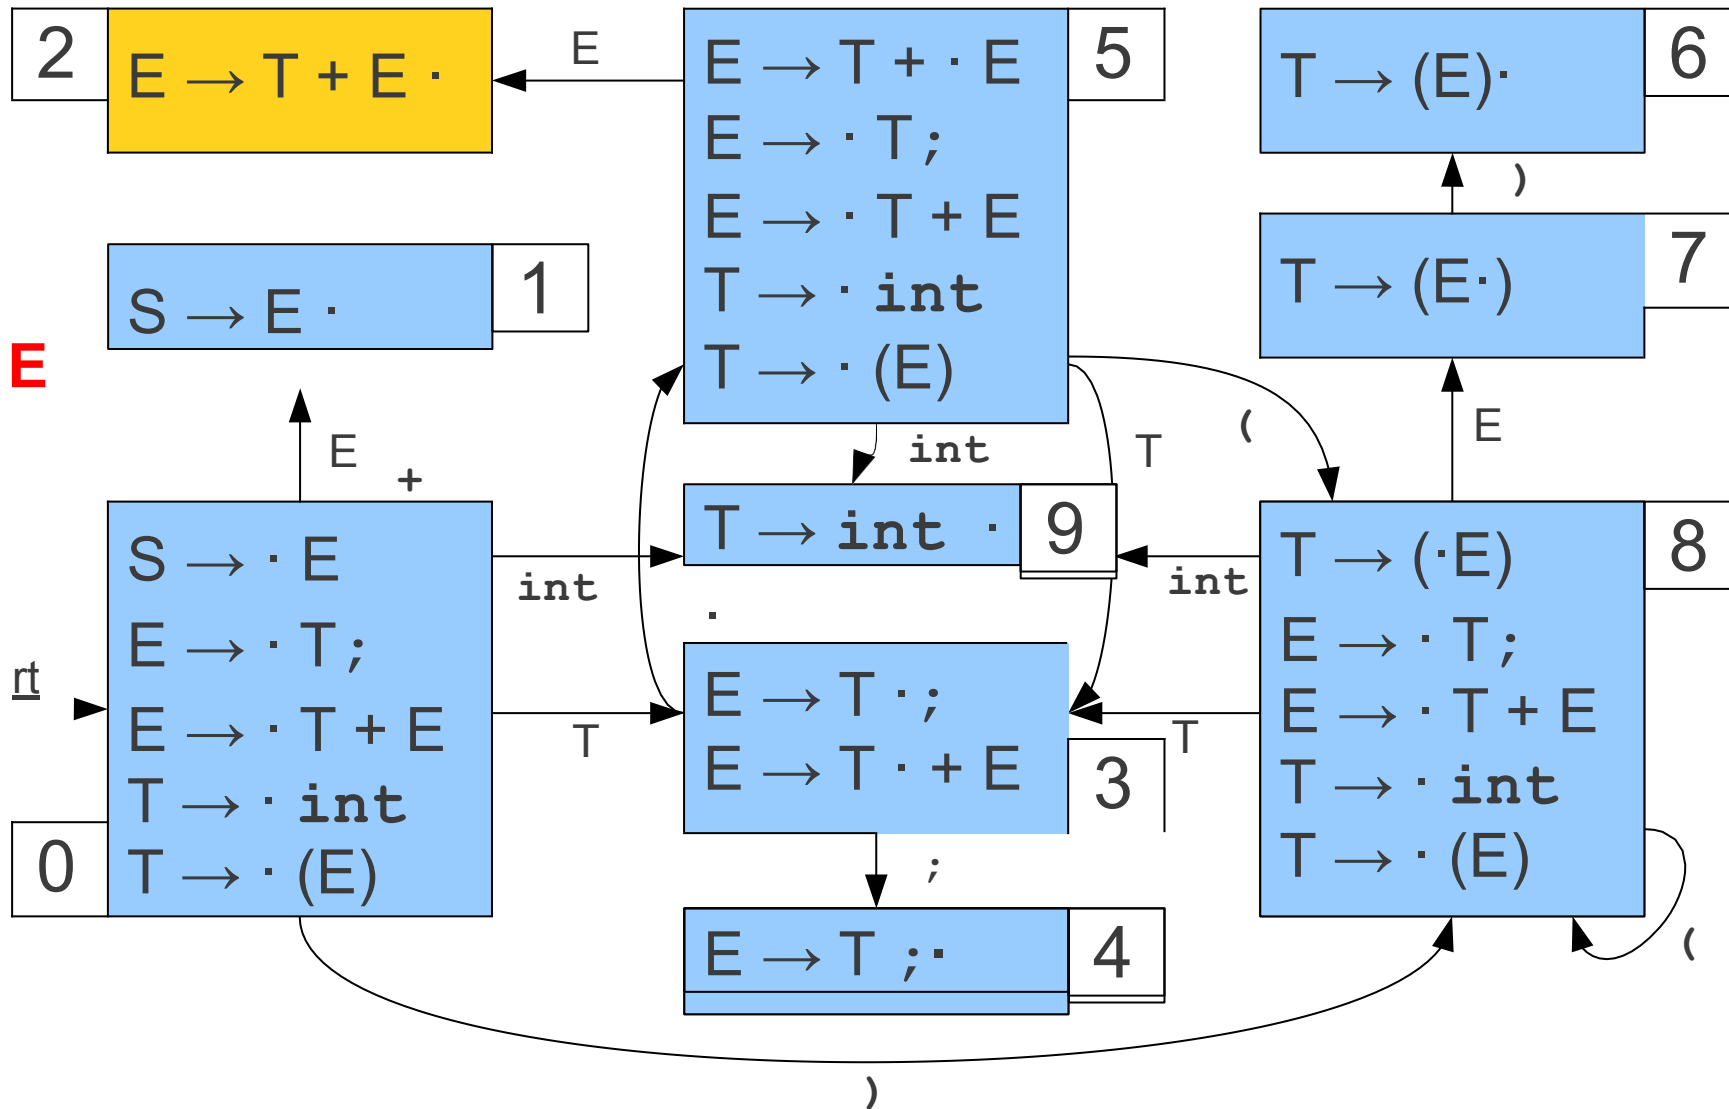 2
E → T + E ·
E
5
E → T + · E
E → · T ;
E → · T + E
T → · int
T → · (E)
6
T → (E)·
)
7
T → (E·)
1
S → E ·
E
E
+
int
T
(
E
T → int ·
9
0
S → · E
E → · T ;
E → · T + E
T → · int
T → · (E)
rt
int
T
·
E → T · ;
E → T · + E
3
;
E → T ; ·
4
int
T
8
T → (·E)
E → · T ;
E → · T + E
T → · int
T → · (E)
(
)